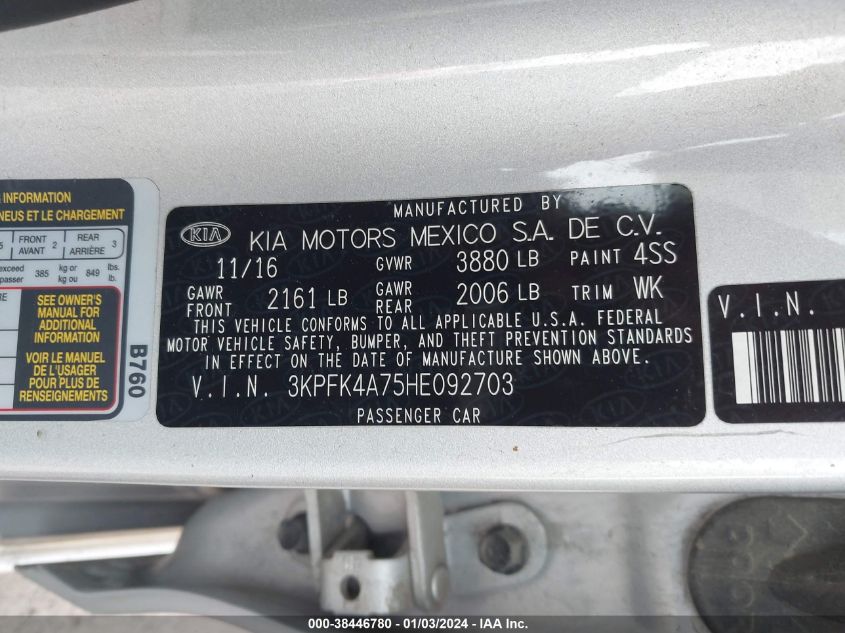 INFORMATION
NEUS ET LE CHARGEMENT
5 FRONT AVANT 2 REAR ARRIÈRE 3
exceed passer 385 kg or kg ou 849 lbs. lb.
RE
SEE OWNER'S
MANUAL FOR
ADDITIONAL
INFORMATION
VOIR LE MANUEL
DE L'USAGER
POUR PLUS DE
RENSEIGNEMENTS
B760
MANUFACTURED BY
KIA KIA MOTORS MEXICO S.A. DE C.V.
11/16 GVWR 3880 LB PAINT 4SS
GAWR FRONT 2161 LB GAWR REAR 2006 LB TRIM WK
THIS VEHICLE CONFORMS TO ALL APPLICABLE U.S.A. FEDERAL
MOTOR VEHICLE SAFETY, BUMPER, AND THEFT PREVENTION STANDARDS
IN EFFECT ON THE DATE OF MANUFACTURE SHOWN ABOVE.
V.I.N. 3KPFK4A75HE092703
PASSENGER CAR
V.I.N.
000-38446780 - 01/03/2024 - IAA Inc.